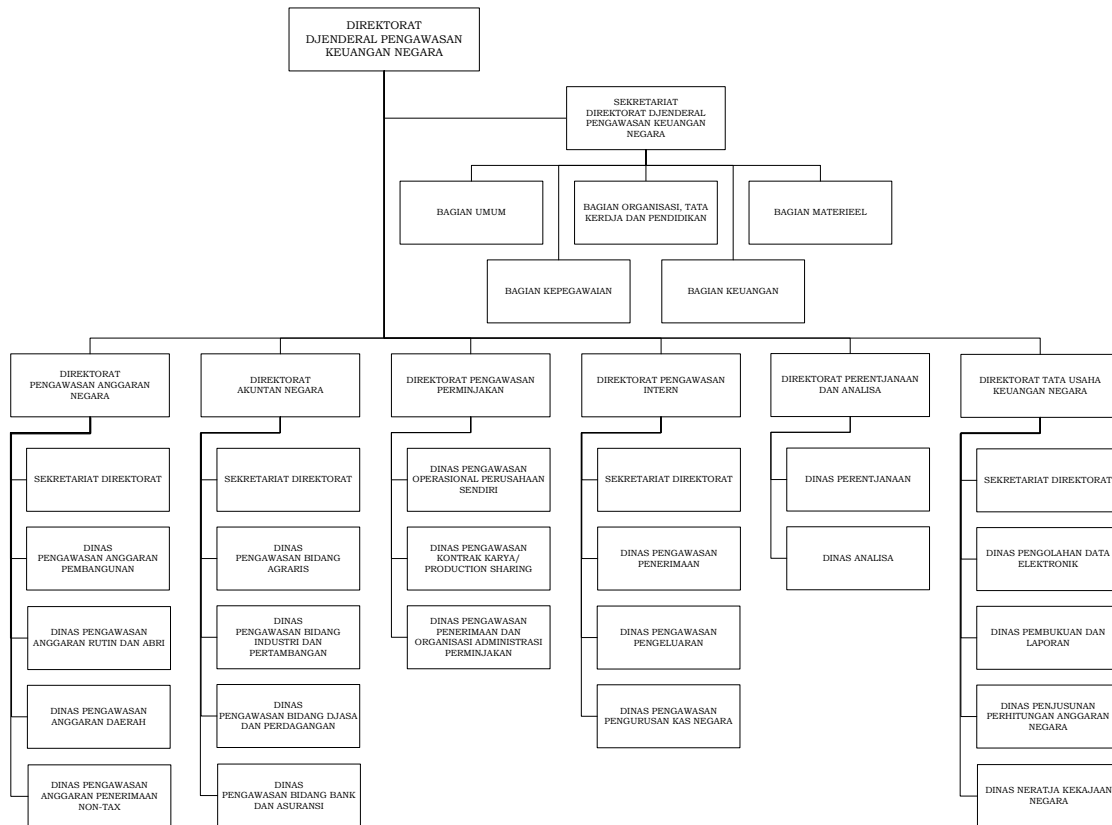 DIREKTORAT
DJENDERAL PENGAWASAN
KEUANGAN NEGARA
SEKRETARIAT
DIREKTORAT DJENDERAL
PENGAWASAN KEUANGAN
NEGARA
BAGIAN UMUM
BAGIAN ORGANISASI, TATA
KERDJA DAN PENDIDIKAN
BAGIAN MATERIEEL
BAGIAN KEPEGAWAIAN
BAGIAN KEUANGAN
DIREKTORAT
PENGAWASAN ANGGARAN
NEGARA
DIREKTORAT
AKUNTAN NEGARA
DIREKTORAT PENGAWASAN
PERMINJAKAN
DIREKTORAT PENGAWASAN
INTERN
DIREKTORAT PERENTJANAAN
DAN ANALISA
DIREKTORAT TATA USAHA
KEUANGAN NEGARA
SEKRETARIAT DIREKTORAT
DINAS
PENGAWASAN ANGGARAN
PEMBANGUNAN
DINAS PENGAWASAN
ANGGARAN RUTIN DAN ABRI
DINAS PENGAWASAN
ANGGARAN DAERAH
DINAS PENGAWASAN
ANGGARAN PENERIMAAN
NON-TAX
SEKRETARIAT DIREKTORAT
DINAS
PENGAWASAN BIDANG
AGRARIS
DINAS
PENGAWASAN BIDANG
INDUSTRI DAN
PERTAMBANGAN
DINAS
PENGAWASAN BIDANG DJASA
DAN PERDAGANGAN
DINAS
PENGAWASAN BIDANG BANK
DAN ASURANSI
DINAS PENGAWASAN
OPERASIONAL PERUSAHAAN
SENDIRI
DINAS PENGAWASAN
KONTRAK KARYA/
PRODUCTION SHARING
DINAS PENGAWASAN
PENERIMAAN DAN
ORGANISASI ADMINISTRASI
PERMINJAKAN
SEKRETARIAT DIREKTORAT
DINAS PENGAWASAN
PENERIMAAN
DINAS PENGAWASAN
PENGELUARAN
DINAS PENGAWASAN
PENGURUSAN KAS NEGARA
DINAS PERENTJANAAN
DINAS ANALISA
SEKRETARIAT DIREKTORAT
DINAS PENGOLAHAN DATA
ELEKTRONIK
DINAS PEMBUKUAN DAN
LAPORAN
DINAS PENJUSUNAN
PERHITUNGAN ANGGARAN
NEGARA
DINAS NERATJA KEKAJAAN
NEGARA